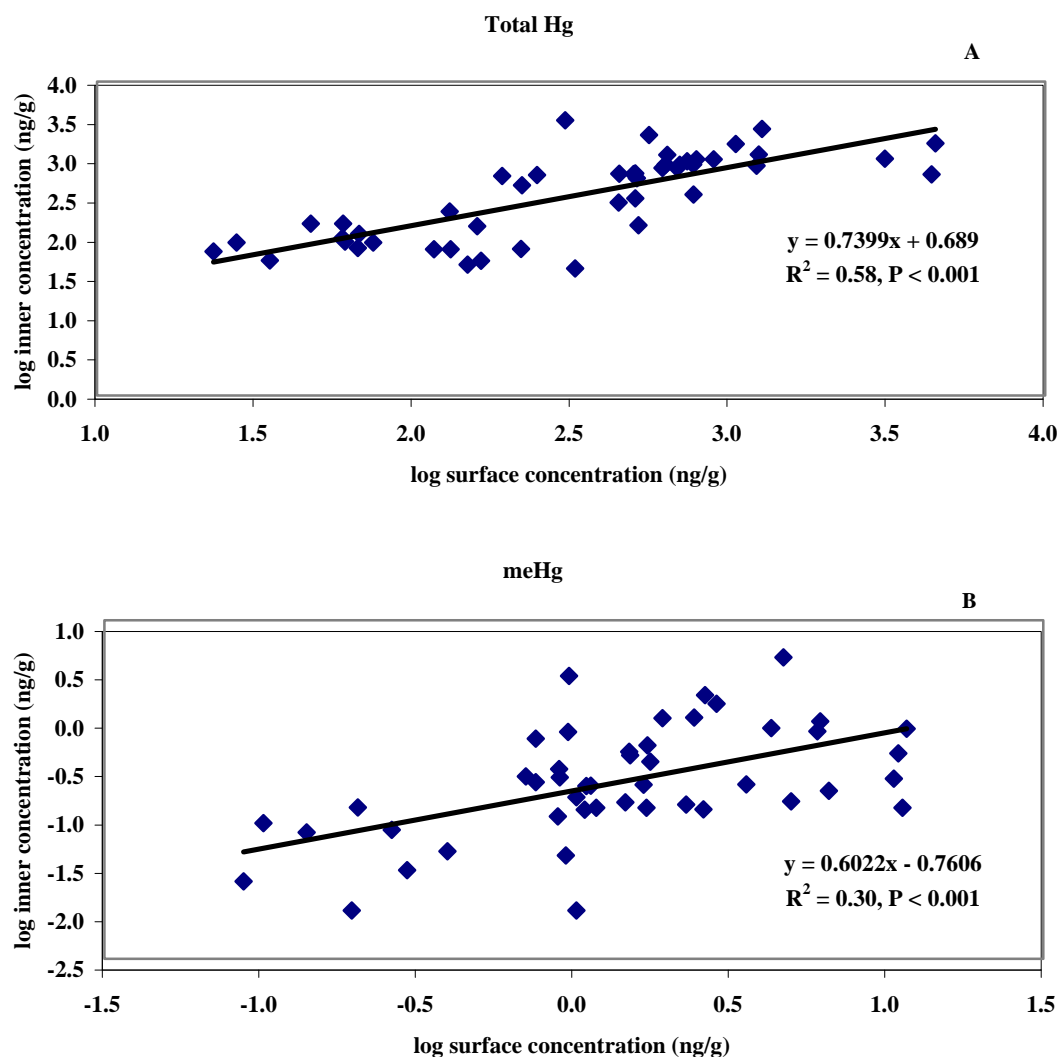 Total Hg
A
4.0
3.5
3.0
2.5
2.0
1.5
1.0
0.5
0.0
log inner concentration (ng/g)
y = 0.7399x + 0.689
R² = 0.58, P < 0.001
1.0 1.5 2.0 2.5 3.0 3.5 4.0
log surface concentration (ng/g)
meHg
B
1.0
0.5
0.0
-0.5
-1.0
-1.5
-2.0
-2.5
log inner concentration (ng/g)
y = 0.6022x - 0.7606
R² = 0.30, P < 0.001
-1.5 -1.0 -0.5 0.0 0.5 1.0 1.5
log surface concentration (ng/g)